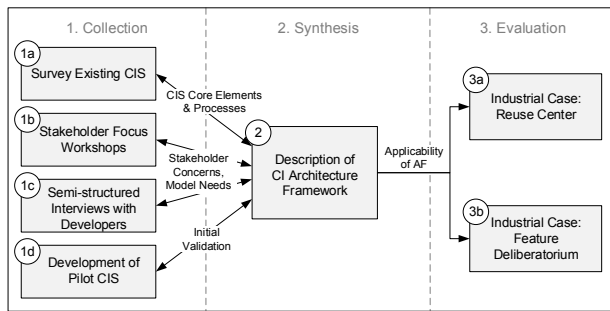 1. Collection
2. Synthesis
3. Evaluation
1a
Survey Existing CIS
CIS Core Elements
& Processes
1b
Stakeholder Focus
Workshops
Stakeholder
Concerns,
Model Needs
1c
Semi-structured
Interviews with
Developers
Initial
Validation
1d
Development of
Pilot CIS
2
Description of
CI Architecture
Framework
Applicability
of AF
3a
Industrial Case:
Reuse Center
3b
Industrial Case:
Feature
Deliberatorium